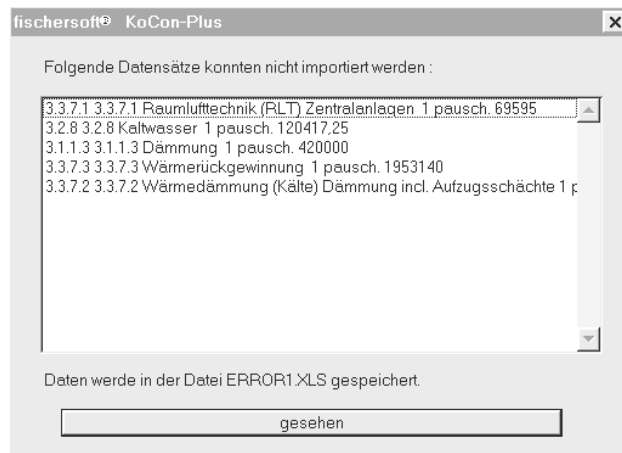 fischersoft® KoCon-Plus
Folgende Datensätze konnten nicht importiert werden :
3.3.7.1 3.3.7.1 Raumlufttechnik (RLT) Zentralanlagen 1 pausch. 69595
3.2.8 3.2.8 Kaltwasser 1 pausch. 120417,25
3.1.1.3 3.1.1.3 Dämmung 1 pausch. 420000
3.3.7.3 3.3.7.3 Wärmerückgewinnung 1 pausch. 1953140
3.3.7.2 3.3.7.2 Wärmedämmung (Kälte) Dämmung incl. Aufzugsschächte 1 p
Daten werde in der Datei ERROR1.XLS gespeichert.
gesehen